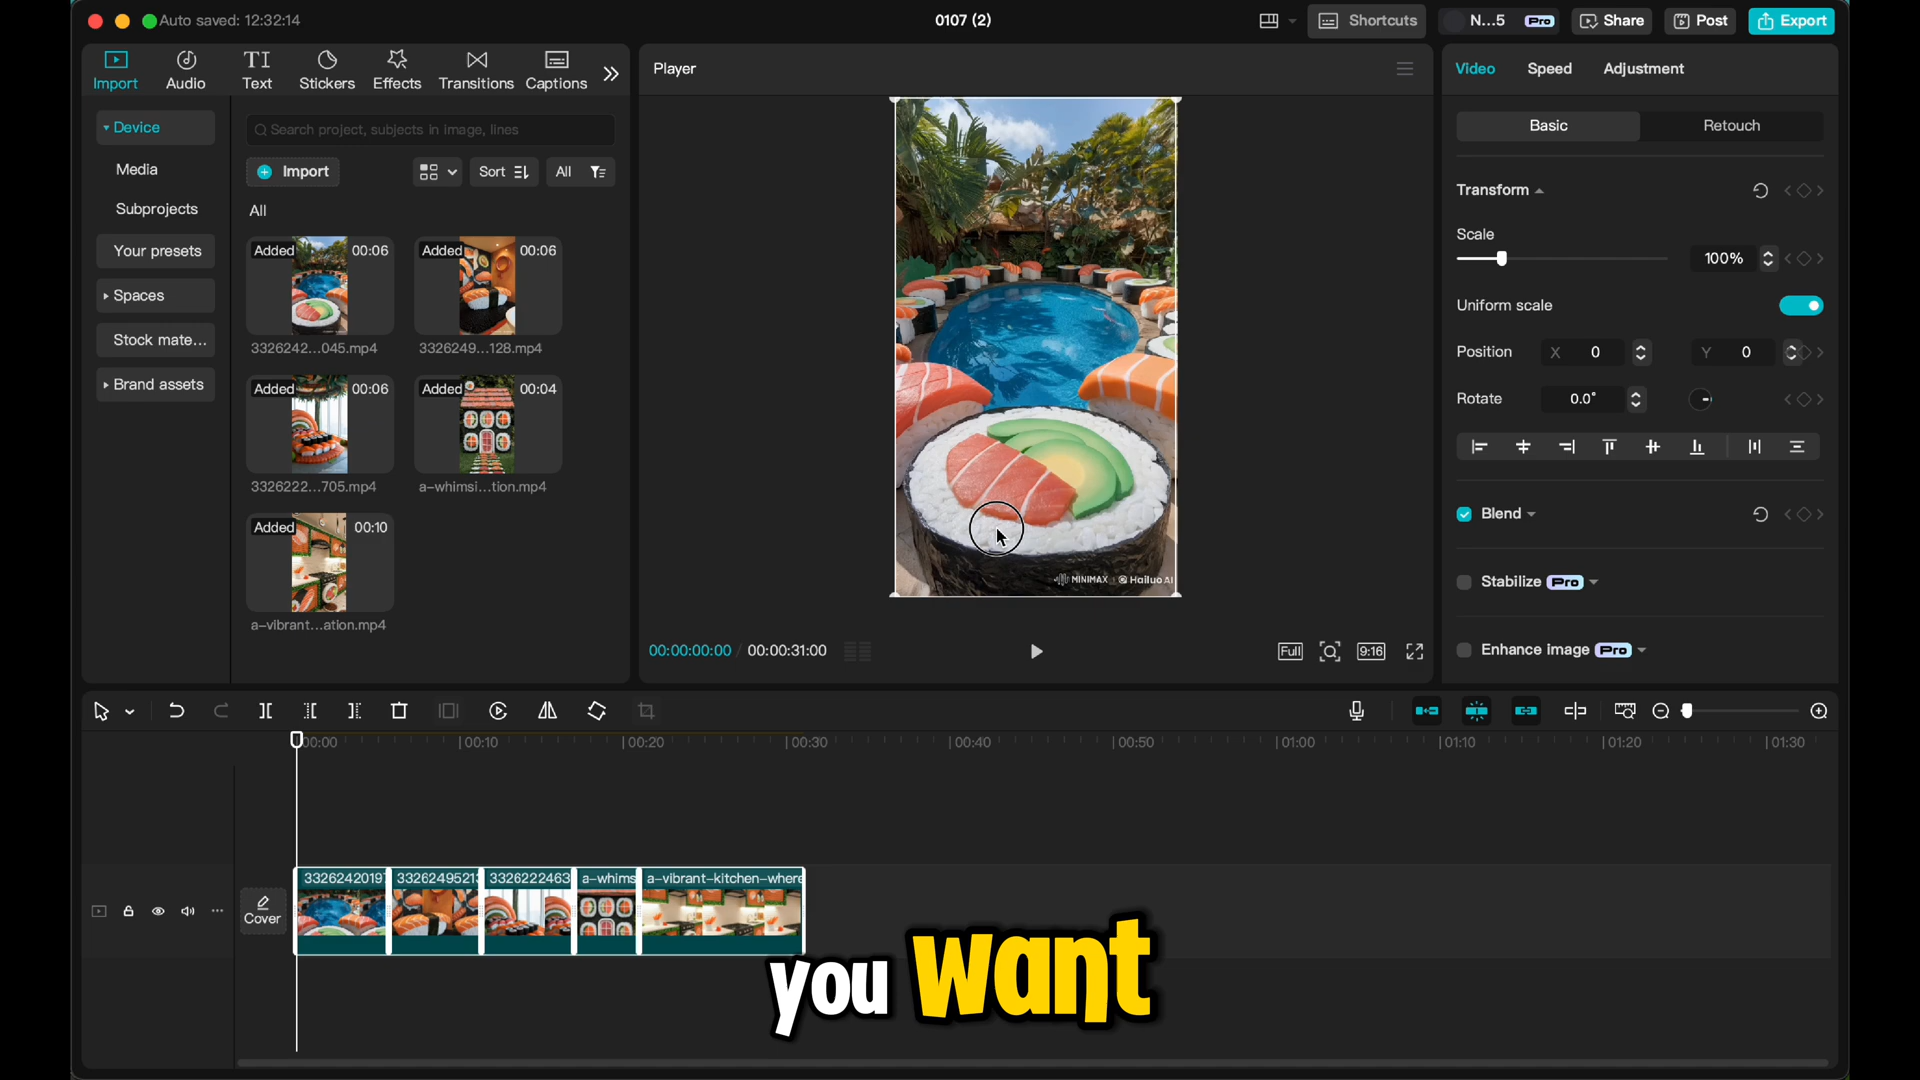 Auto saved: 12:32:14
0107 (2)
Shortcuts
N...5
Pro
Share
Post
Export
Import
Audio
Text
Stickers
Effects
Transitions
Captions
Player
Video
Speed
Adjustment
Device
Media
Subprojects
Your presets
Spaces
Stock mate...
Brand assets
Search project, subjects in image, lines
Import
Sort
All
All
Added
00:06
3326242...045.mp4
Added
00:06
3326249...128.mp4
Added
00:06
3326222...705.mp4
Added
00:04
a-whimsi...tion.mp4
Added
00:10
a-vibrant...ation.mp4
MINIMAX
Hailuo AI
00:00:00:00 / 00:00:31:00
Full
9:16
Basic
Retouch
Transform
Scale
100%
Uniform scale
Position
X 0
Y 0
Rotate
0.0°
Blend
Stabilize Pro
Enhance image Pro
00:00
00:10
00:20
00:30
00:40
00:50
01:00
01:10
01:20
01:30
Cover
3326242019
3326249521
3326222463
a-whims
a-vibrant-kitchen-where
you want